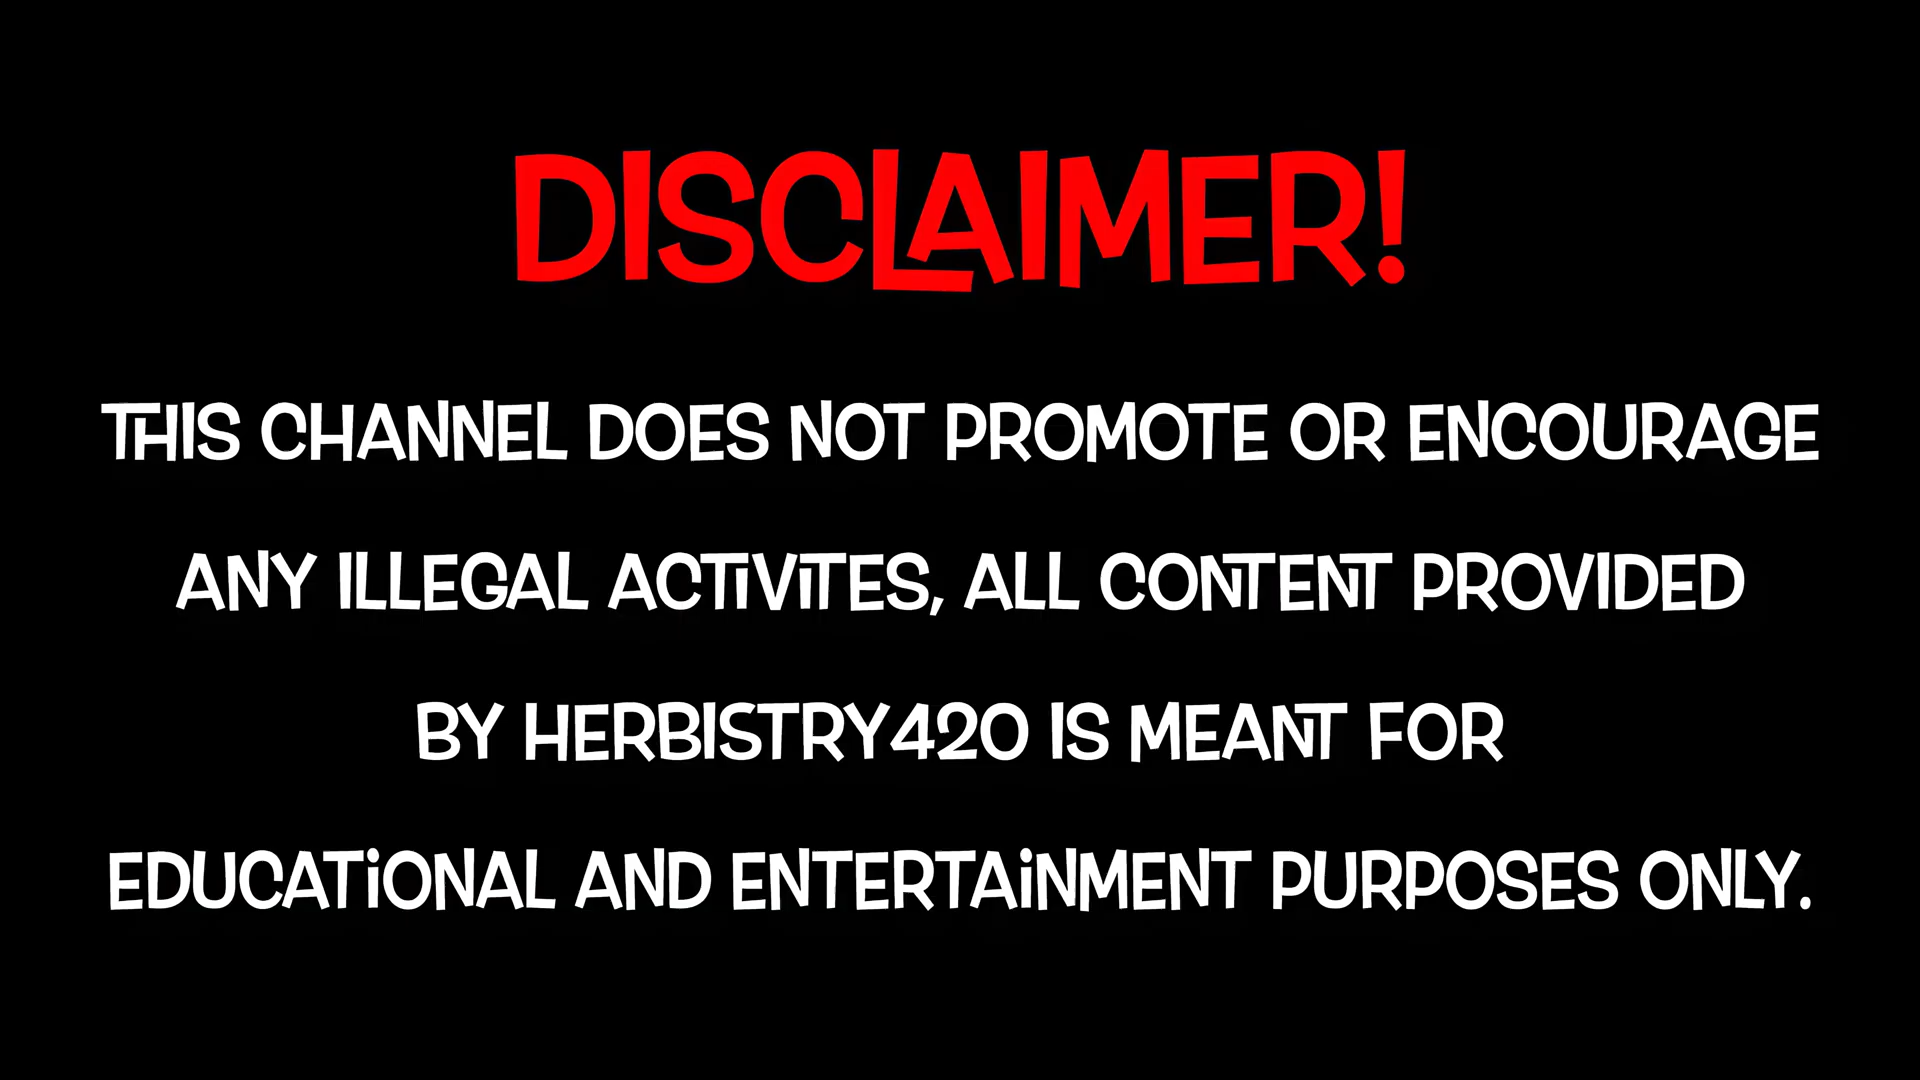 DISCLAIMER!
THIS CHANNEL DOES NOT PROMOTE OR ENCOURAGE
ANY ILLEGAL ACTIVITES, ALL CONTENT PROVIDED
BY HERBISTRY420 IS MEANT FOR
EDUCATIONAL AND ENTERTAINMENT PURPOSES ONLY.